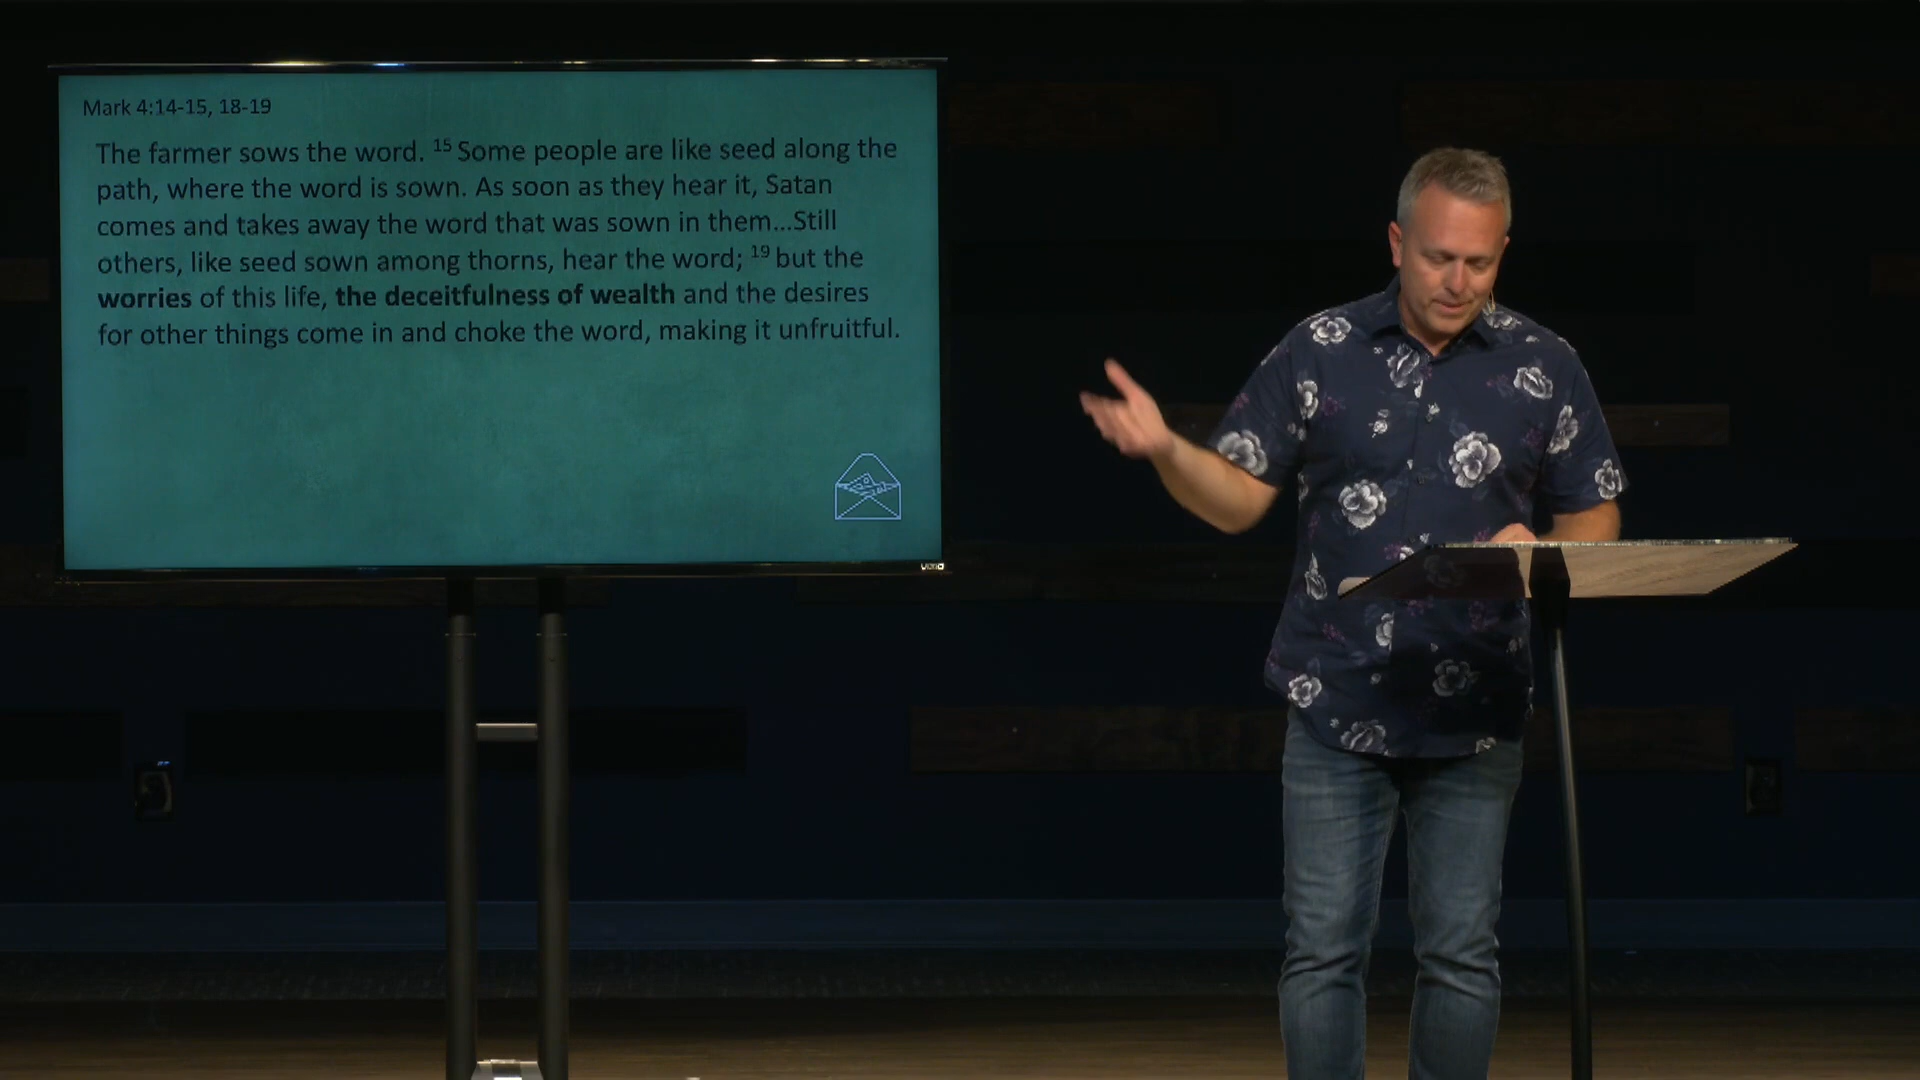 Mark 4:14-15, 18-19
The farmer sows the word. 15 Some people are like seed along the
path, where the word is sown. As soon as they hear it, Satan
comes and takes away the word that was sown in them...Still
others, like seed sown among thorns, hear the word; 19 but the
worries of this life, the deceitfulness of wealth and the desires
for other things come in and choke the word, making it unfruitful.
VIZIO